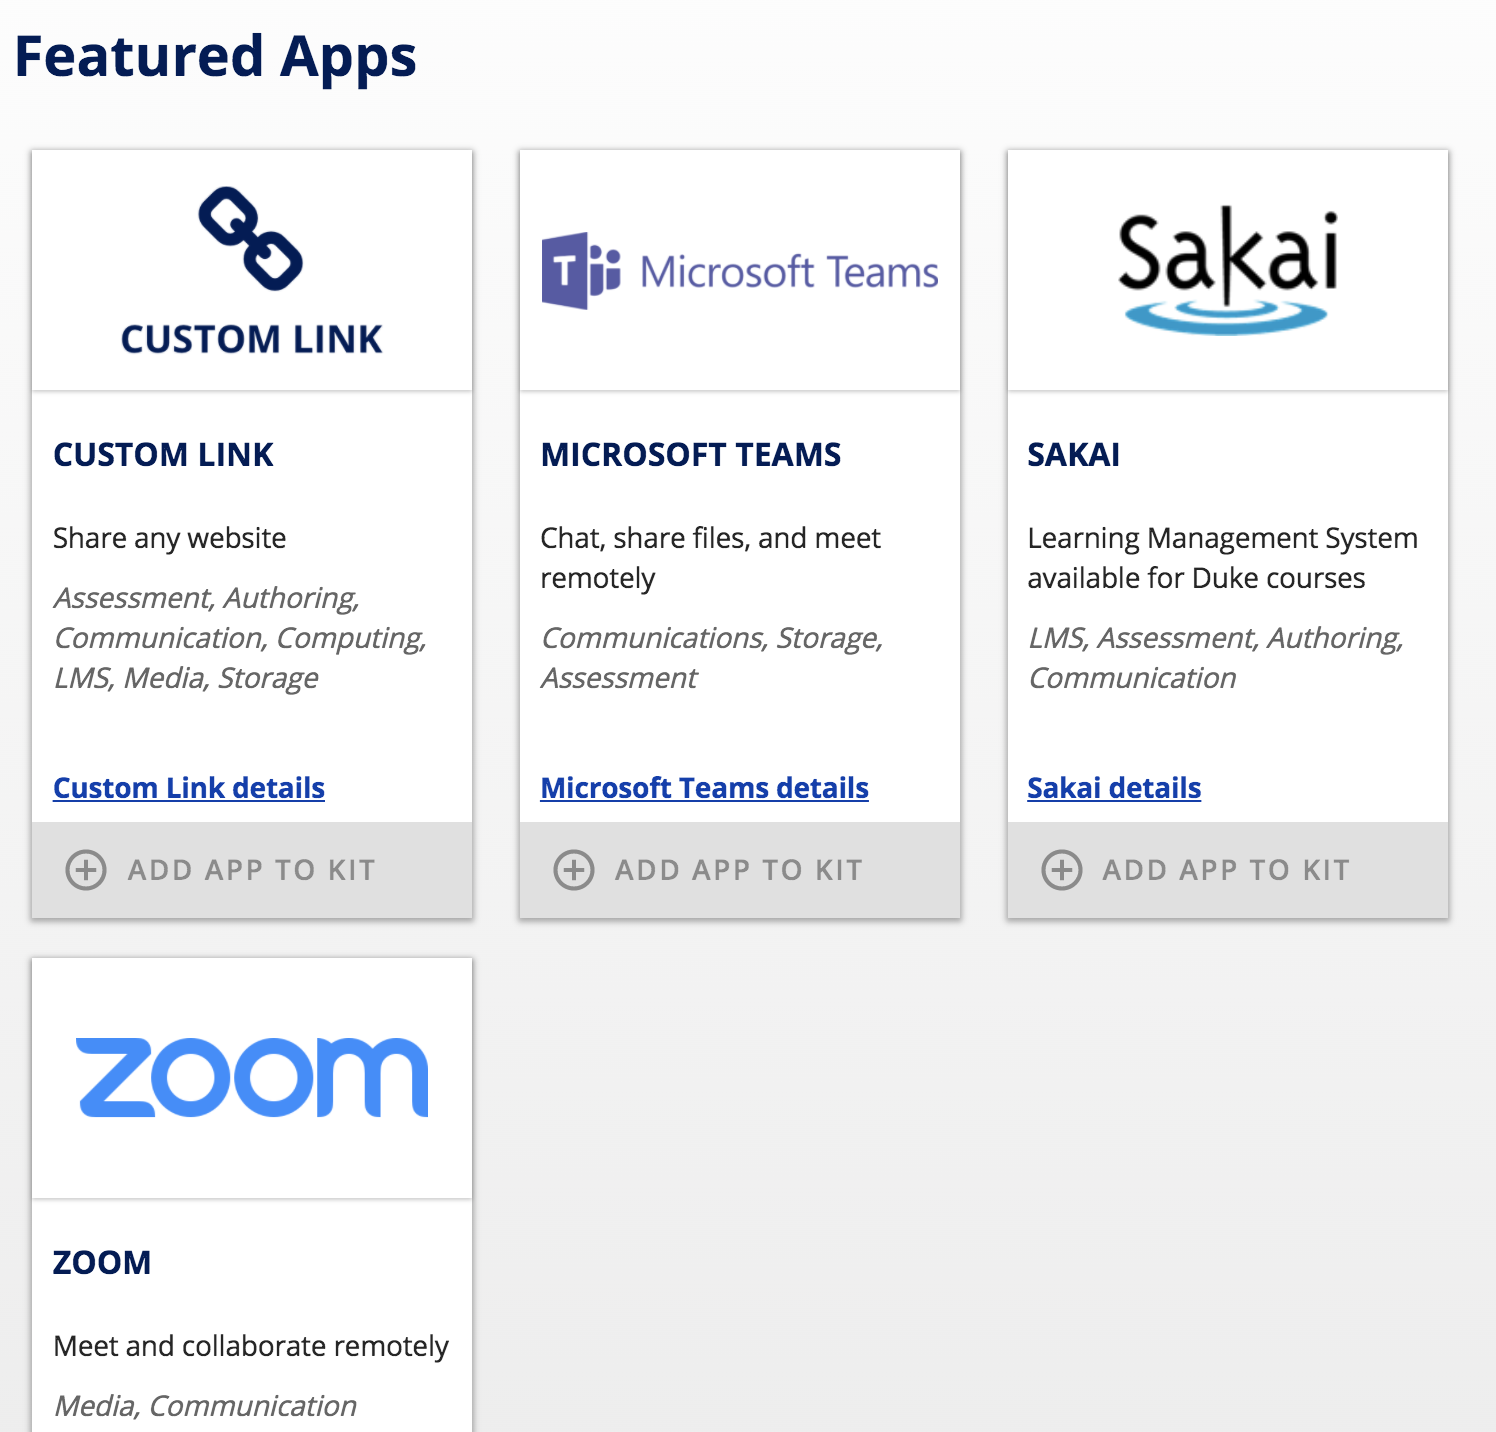 Featured Apps
CUSTOM LINK
CUSTOM LINK
Share any website
Assessment, Authoring,
Communication, Computing,
LMS, Media, Storage
Custom Link details
ADD APP TO KIT
T Microsoft Teams
MICROSOFT TEAMS
Chat, share files, and meet
remotely
Communications, Storage,
Assessment
Microsoft Teams details
ADD APP TO KIT
Sakai
SAKAI
Learning Management System
available for Duke courses
LMS, Assessment, Authoring,
Communication
Sakai details
ADD APP TO KIT
zoom
ZOOM
Meet and collaborate remotely
Media, Communication